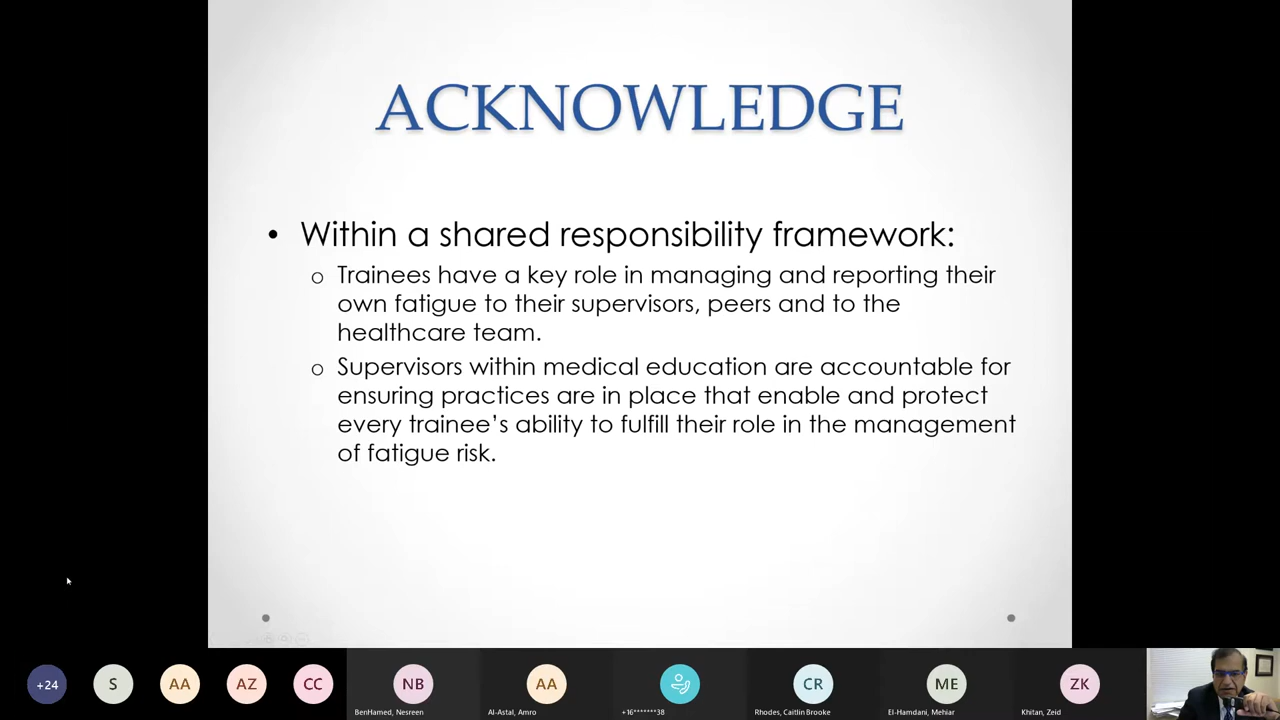 ACKNOWLEDGE
• Within a shared responsibility framework:
o Trainees have a key role in managing and reporting their
own fatigue to their supervisors, peers and to the
healthcare team.
o Supervisors within medical education are accountable for
ensuring practices are in place that enable and protect
every trainee’s ability to fulfill their role in the management
of fatigue risk.
+24
S
AA
AZ
CC
NB
AA
CR
ME
ZK
BenHamed, Nesreen
Al-Astal, Amro
+16*******38
Rhodes, Caitlin Brooke
El-Hamdani, Mehiar
Khitan, Zeid